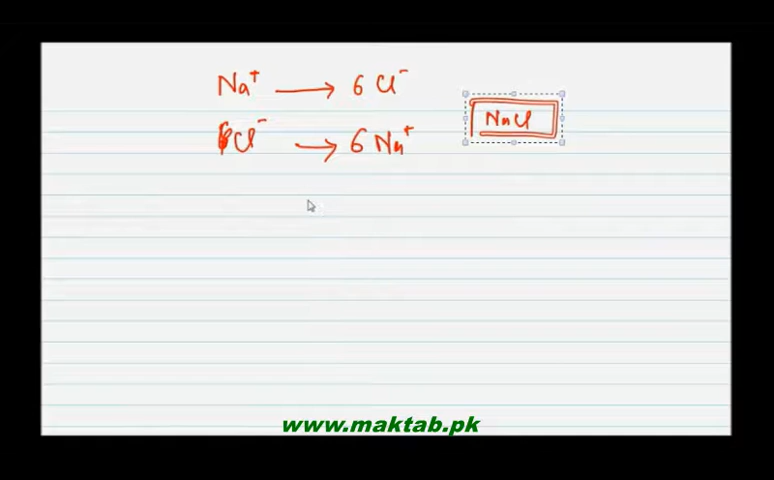 Na⁺ → 6 Cl⁻
NaCl
Cl⁻ → 6 Na⁺
www.maktab.pk